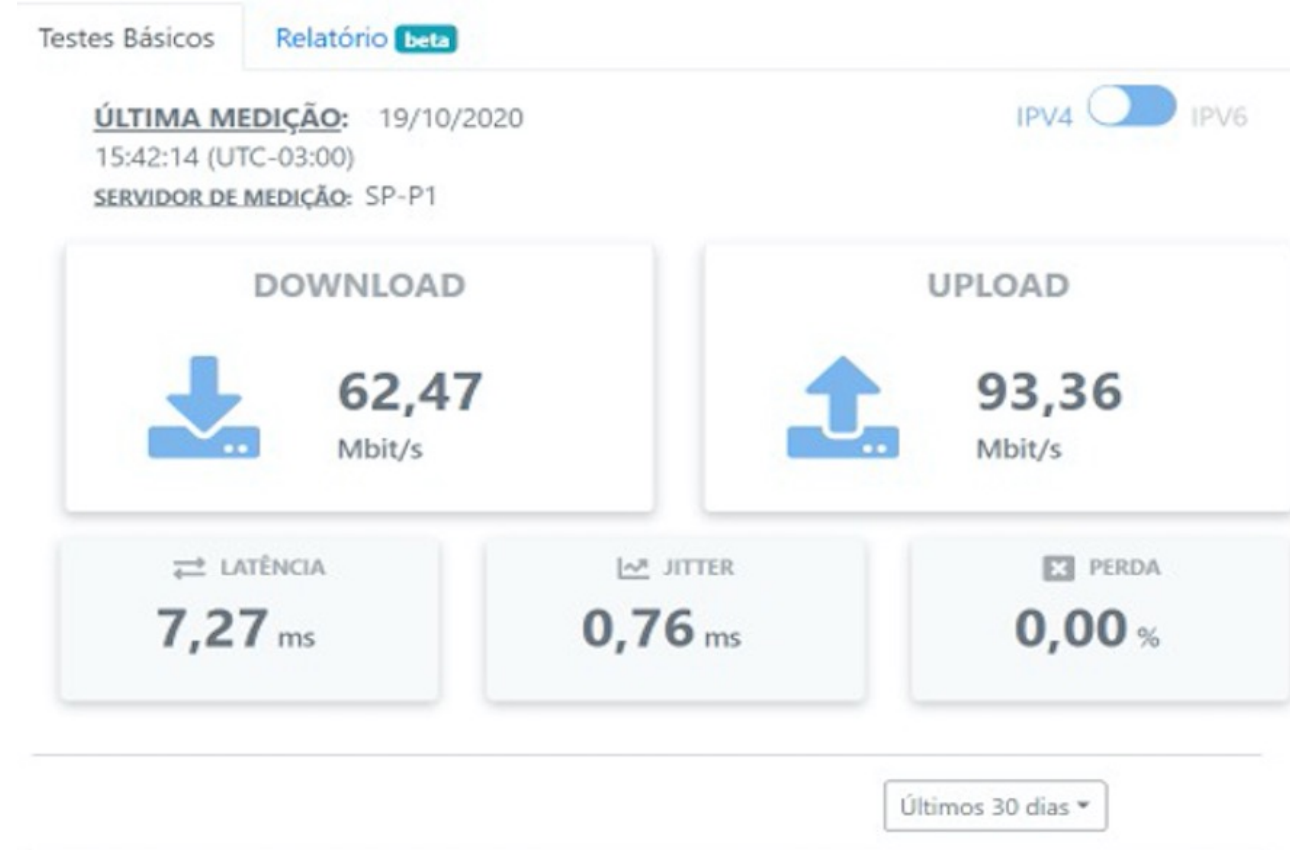 Testes Básicos Relatório beta
ÚLTIMA MEDIÇÃO: 19/10/2020 IPV4 IPV6
15:42:14 (UTC-03:00)
SERVIDOR DE MEDIÇÃO: SP-P1
DOWNLOAD UPLOAD
62,47 93,36
Mbit/s Mbit/s
LATÊNCIA JITTER PERDA
7,27 ms 0,76 ms 0,00 %
Últimos 30 dias